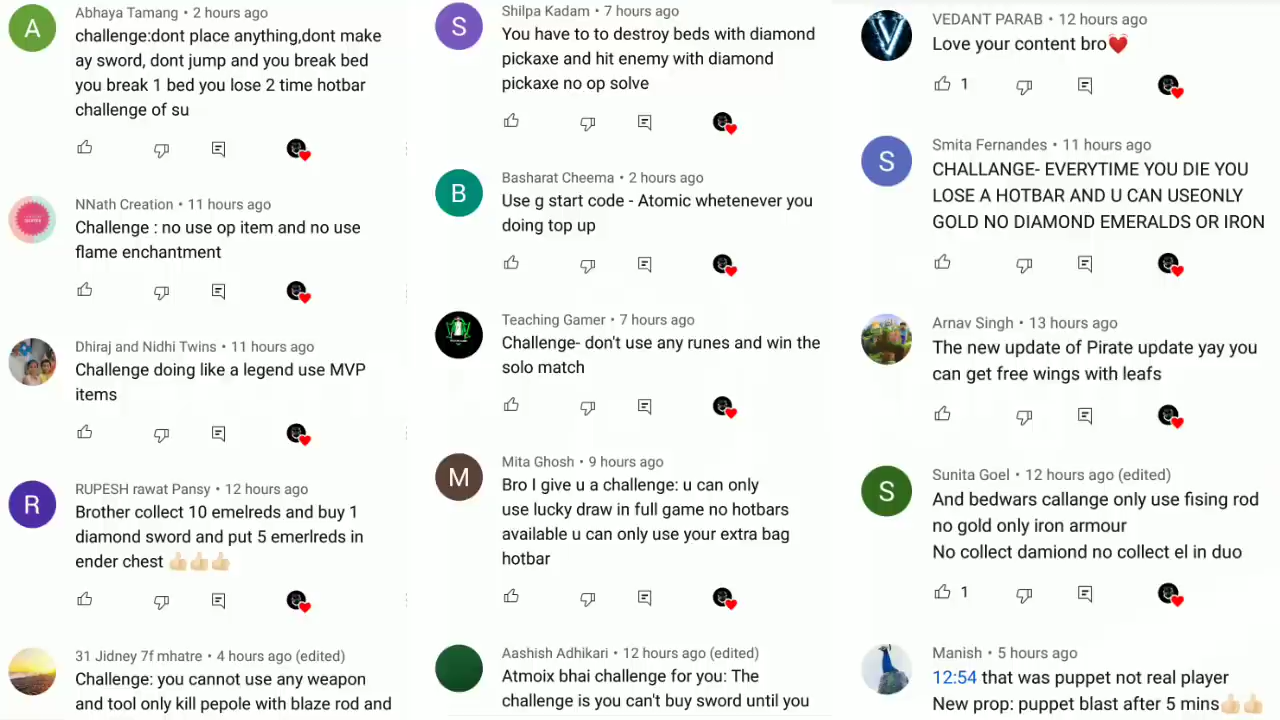 A
Abhaya Tamang • 2 hours ago
challenge:dont place anything,dont make
ay sword, dont jump and you break bed
you break 1 bed you lose 2 time hotbar
challenge of su
NNath Creation • 11 hours ago
Challenge : no use op item and no use
flame enchantment
Dhiraj and Nidhi Twins • 11 hours ago
Challenge doing like a legend use MVP
items
R
RUPESH rawat Pansy • 12 hours ago
Brother collect 10 emelreds and buy 1
diamond sword and put 5 emerlreds in
ender chest 👍🏻👍🏻👍🏻
31 Jidney 7f mhatre • 4 hours ago (edited)
Challenge: you cannot use any weapon
and tool only kill pepole with blaze rod and
S
Shilpa Kadam • 7 hours ago
You have to to destroy beds with diamond
pickaxe and hit enemy with diamond
pickaxe no op solve
B
Basharat Cheema • 2 hours ago
Use g start code - Atomic whetenever you
doing top up
Teaching Gamer • 7 hours ago
Challenge- don't use any runes and win the
solo match
M
Mita Ghosh • 9 hours ago
Bro I give u a challenge: u can only
use lucky draw in full game no hotbars
available u can only use your extra bag
hotbar
Aashish Adhikari • 12 hours ago (edited)
Atmoix bhai challenge for you: The
challenge is you can't buy sword until you
V
VEDANT PARAB • 12 hours ago
Love your content bro❤️
1
S
Smita Fernandes • 11 hours ago
CHALLANGE- EVERYTIME YOU DIE YOU
LOSE A HOTBAR AND U CAN USEONLY
GOLD NO DIAMOND EMERALDS OR IRON
Arnav Singh • 13 hours ago
The new update of Pirate update yay you
can get free wings with leafs
S
Sunita Goel • 12 hours ago (edited)
And bedwars callange only use fising rod
no gold only iron armour
No collect damiond no collect el in duo
1
Manish • 5 hours ago
12:54 that was puppet not real player
New prop: puppet blast after 5 mins👍🏻👍🏻